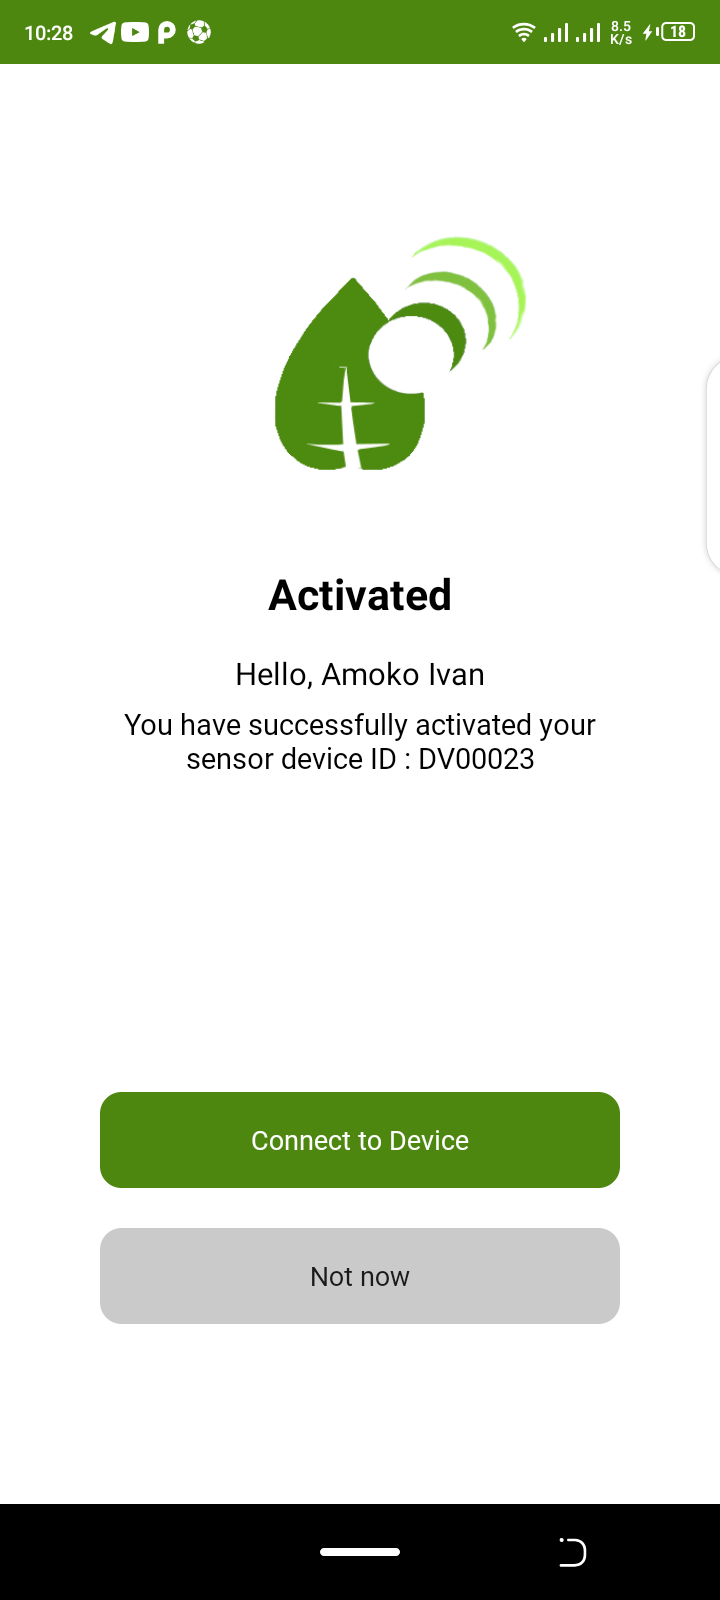 10:28
8.5
K/s
18
Activated
Hello, Amoko Ivan
You have successfully activated your
sensor device ID : DV00023
Connect to Device
Not now